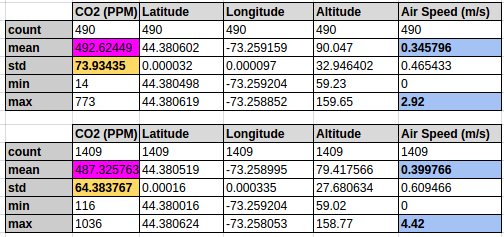 CO2 (PPM) Latitude Longitude Altitude Air Speed (m/s)
count 490 490 490 490 490
mean 492.62449 44.380602 -73.259159 90.047 0.345796
std 73.93435 0.000032 0.000097 32.946402 0.465433
min 14 44.380498 -73.259204 59.23 0
max 773 44.380619 -73.258852 159.65 2.92
CO2 (PPM) Latitude Longitude Altitude Air Speed (m/s)
count 1409 1409 1409 1409 1409
mean 487.325763 44.380519 -73.258995 79.417566 0.399766
std 64.383767 0.00016 0.000335 27.680634 0.609466
min 116 44.380016 -73.259204 59.02 0
max 1036 44.380624 -73.258053 158.77 4.42